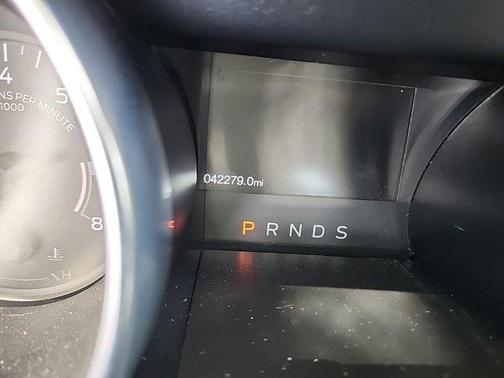 4
5
NS PER MINUTE
1000
8
H
042279.0mi
P R N D S